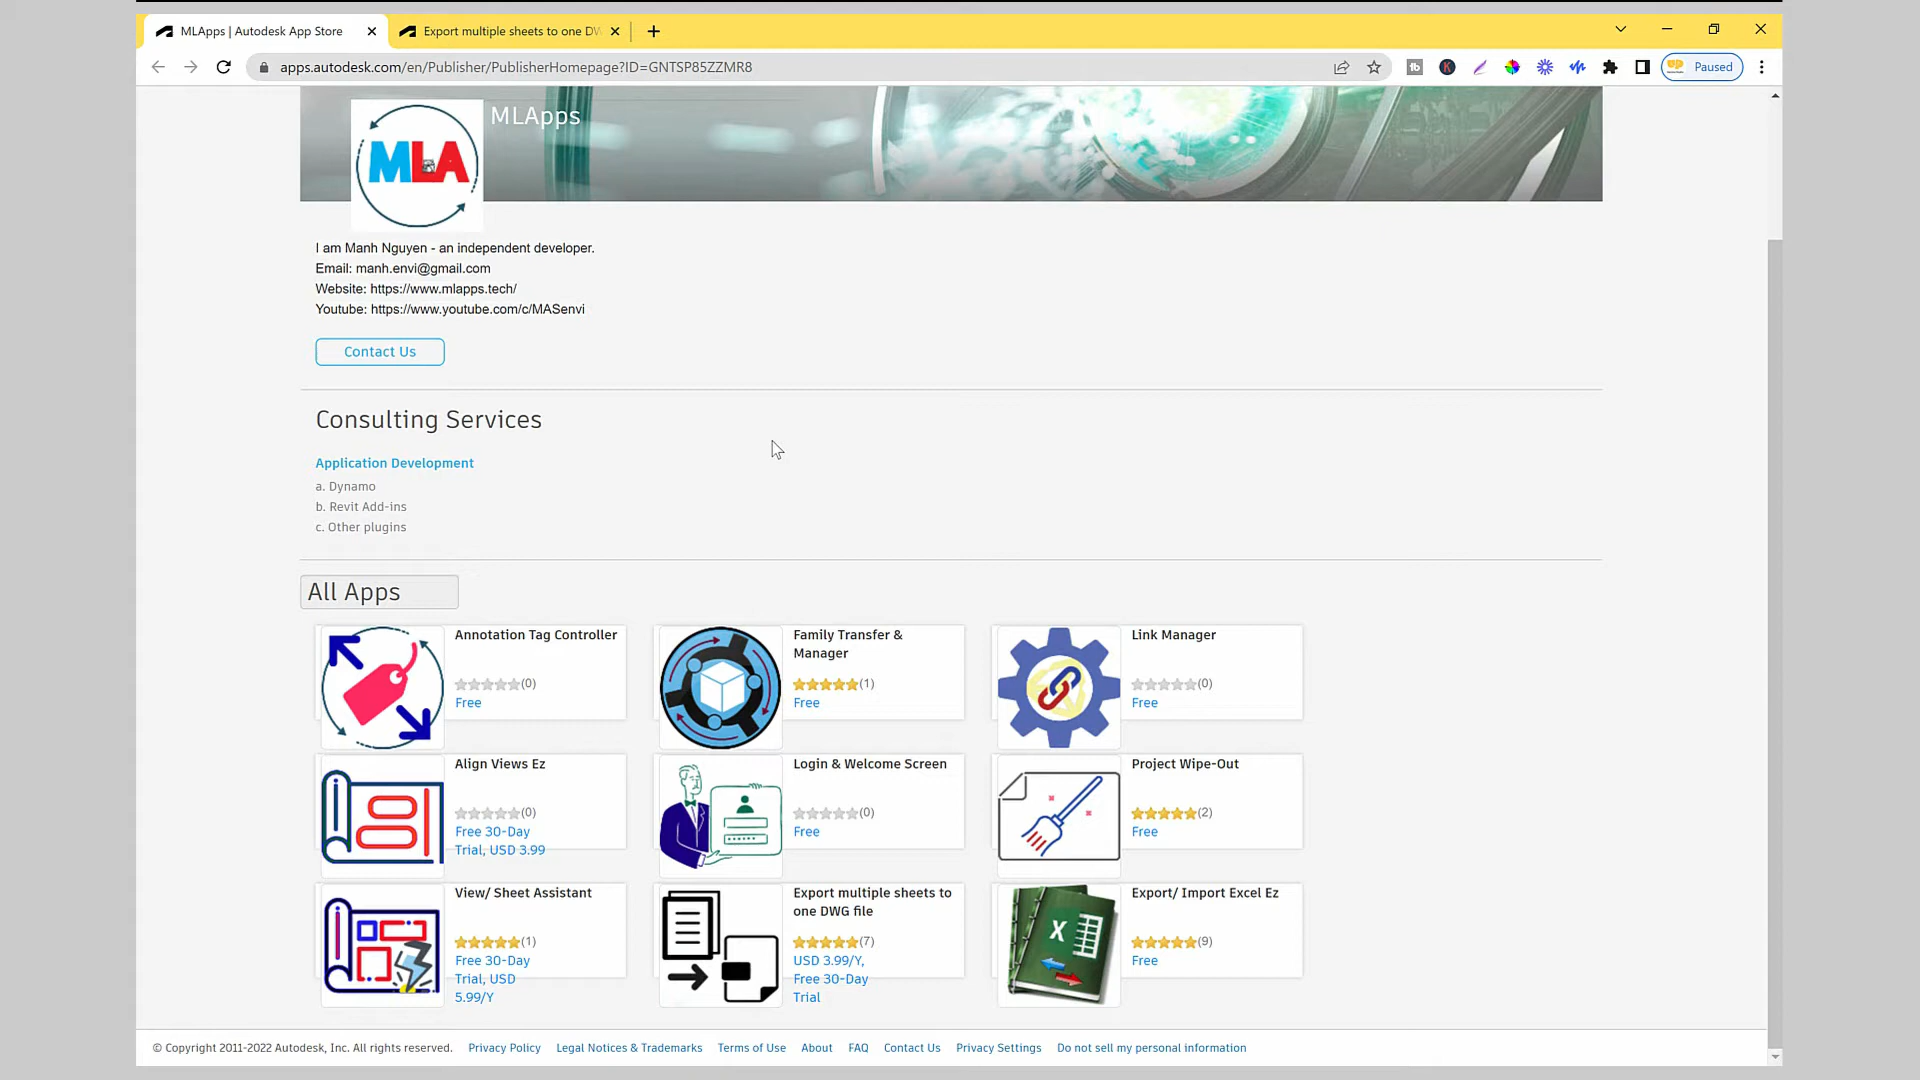 MLApps | Autodesk App Store
Export multiple sheets to one DW
apps.autodesk.com/en/Publisher/PublisherHomepage?ID=GNTSP85ZZMR8
Paused
MLApps
MLA
I am Manh Nguyen - an independent developer.
Email: manh.envi@gmail.com
Website: https://www.mlapps.tech/
Youtube: https://www.youtube.com/c/MASenvi
Contact Us
Consulting Services
Application Development
a. Dynamo
b. Revit Add-ins
c. Other plugins
All Apps
Annotation Tag Controller
(0)
Free
Family Transfer &
Manager
(1)
Free
Link Manager
(0)
Free
Align Views Ez
(0)
Free 30-Day
Trial, USD 3.99
Login & Welcome Screen
(0)
Free
Project Wipe-Out
(2)
Free
View/ Sheet Assistant
(1)
Free 30-Day
Trial, USD
5.99/Y
Export multiple sheets to
one DWG file
(7)
USD 3.99/Y,
Free 30-Day
Trial
X
Export/ Import Excel Ez
(9)
Free
© Copyright 2011-2022 Autodesk, Inc. All rights reserved. Privacy Policy Legal Notices & Trademarks Terms of Use About FAQ Contact Us Privacy Settings Do not sell my personal information